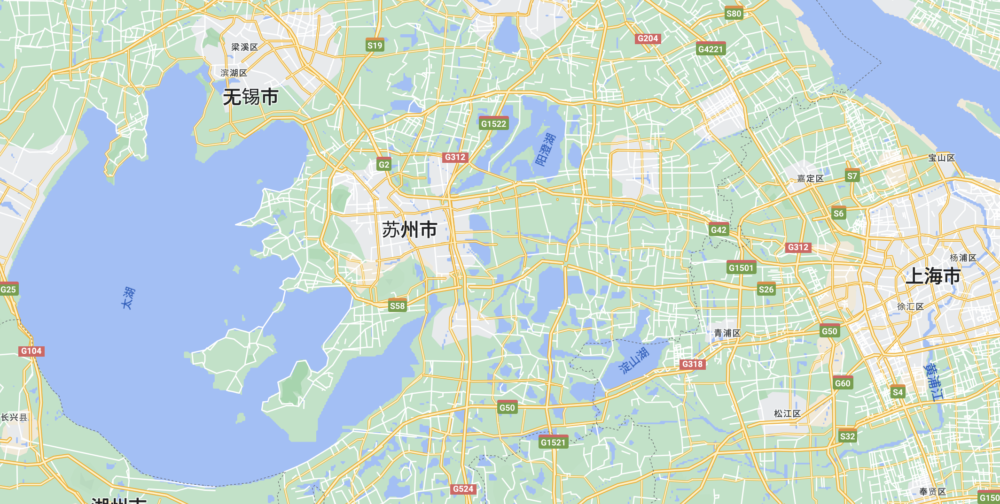 S80
G204
S19
梁溪区
G4221
滨湖区
无锡市
G1522
阳澄湖
G312
宝山区
G2
嘉定区
S7
S6
苏州市
G42
G312
杨浦区
G1501
上海市
G25
太湖
S26
S58
徐汇区
G50
青浦区
G104
淀山湖
G318
黄浦江
G60
S4
G50
长兴县
松江区
S32
G1521
G524
奉贤区
G150
湖州市